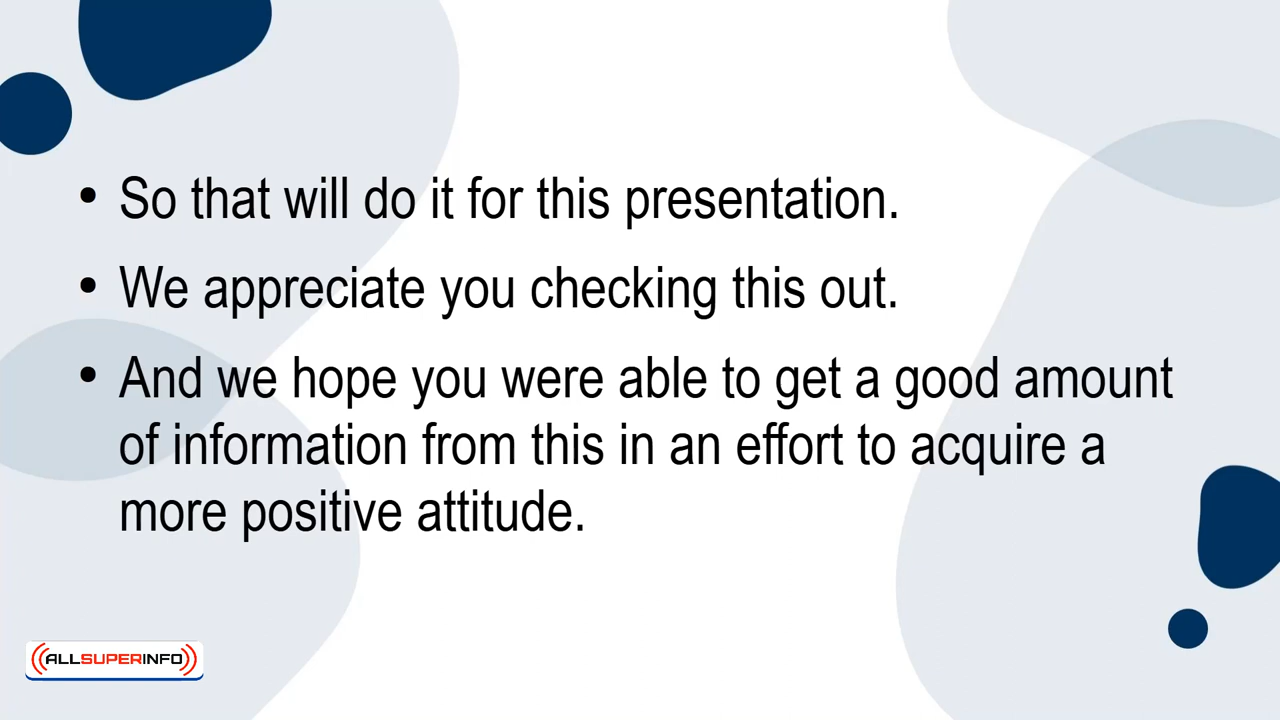 • So that will do it for this presentation.
• We appreciate you checking this out.
• And we hope you were able to get a good amount
of information from this in an effort to acquire a
more positive attitude.
ALLSUPERINFO